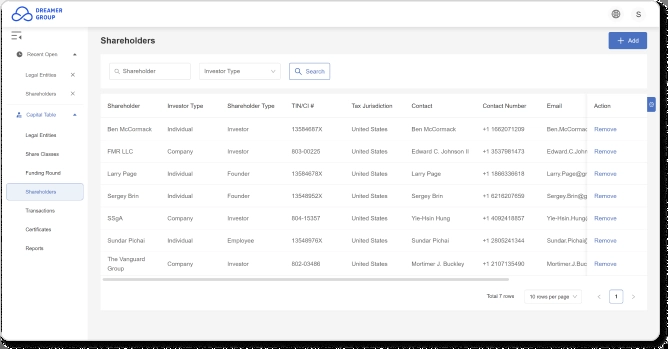 DREAMER
GROUP
S
Recent Open
Legal Entities
Shareholders
Capital Table
Legal Entities
Share Classes
Funding Round
Shareholders
Transactions
Certificates
Reports
Shareholders
+ Add
Shareholder
Investor Type
Search
Shareholder Investor Type Shareholder Type TIN/CI # Tax Jurisdiction Contact Contact Number Email Action
Ben McCormack Individual Investor 13584687X United States Ben McCormack +1 1662071209 Ben.McCormac Remove
FMR LLC Company Investor 803-00225 United States Edward C. Johnson II +1 3537981473 Edward.C.John Remove
Larry Page Individual Founder 13584678X United States Larry Page +1 1866336618 Larry.Page@gr Remove
Sergey Brin Individual Founder 13548952X United States Sergey Brin +1 6216207659 Sergey.Brin@g Remove
SSgA Company Investor 804-15357 United States Yie-Hsin Hung +1 4092418857 Yie-Hsin.Hung Remove
Sundar Pichai Individual Employee 13548976X United States Sundar Pichai +1 2805241344 Sundar.Pichai@ Remove
The Vanguard
Group Company Investor 802-03486 United States Mortimer J. Buckley +1 2107135490 Mortimer.J.Buc Remove
Total 7 rows 10 rows per page 1